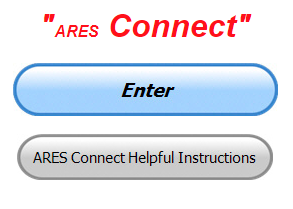 "ARES Connect"
Enter
ARES Connect Helpful Instructions